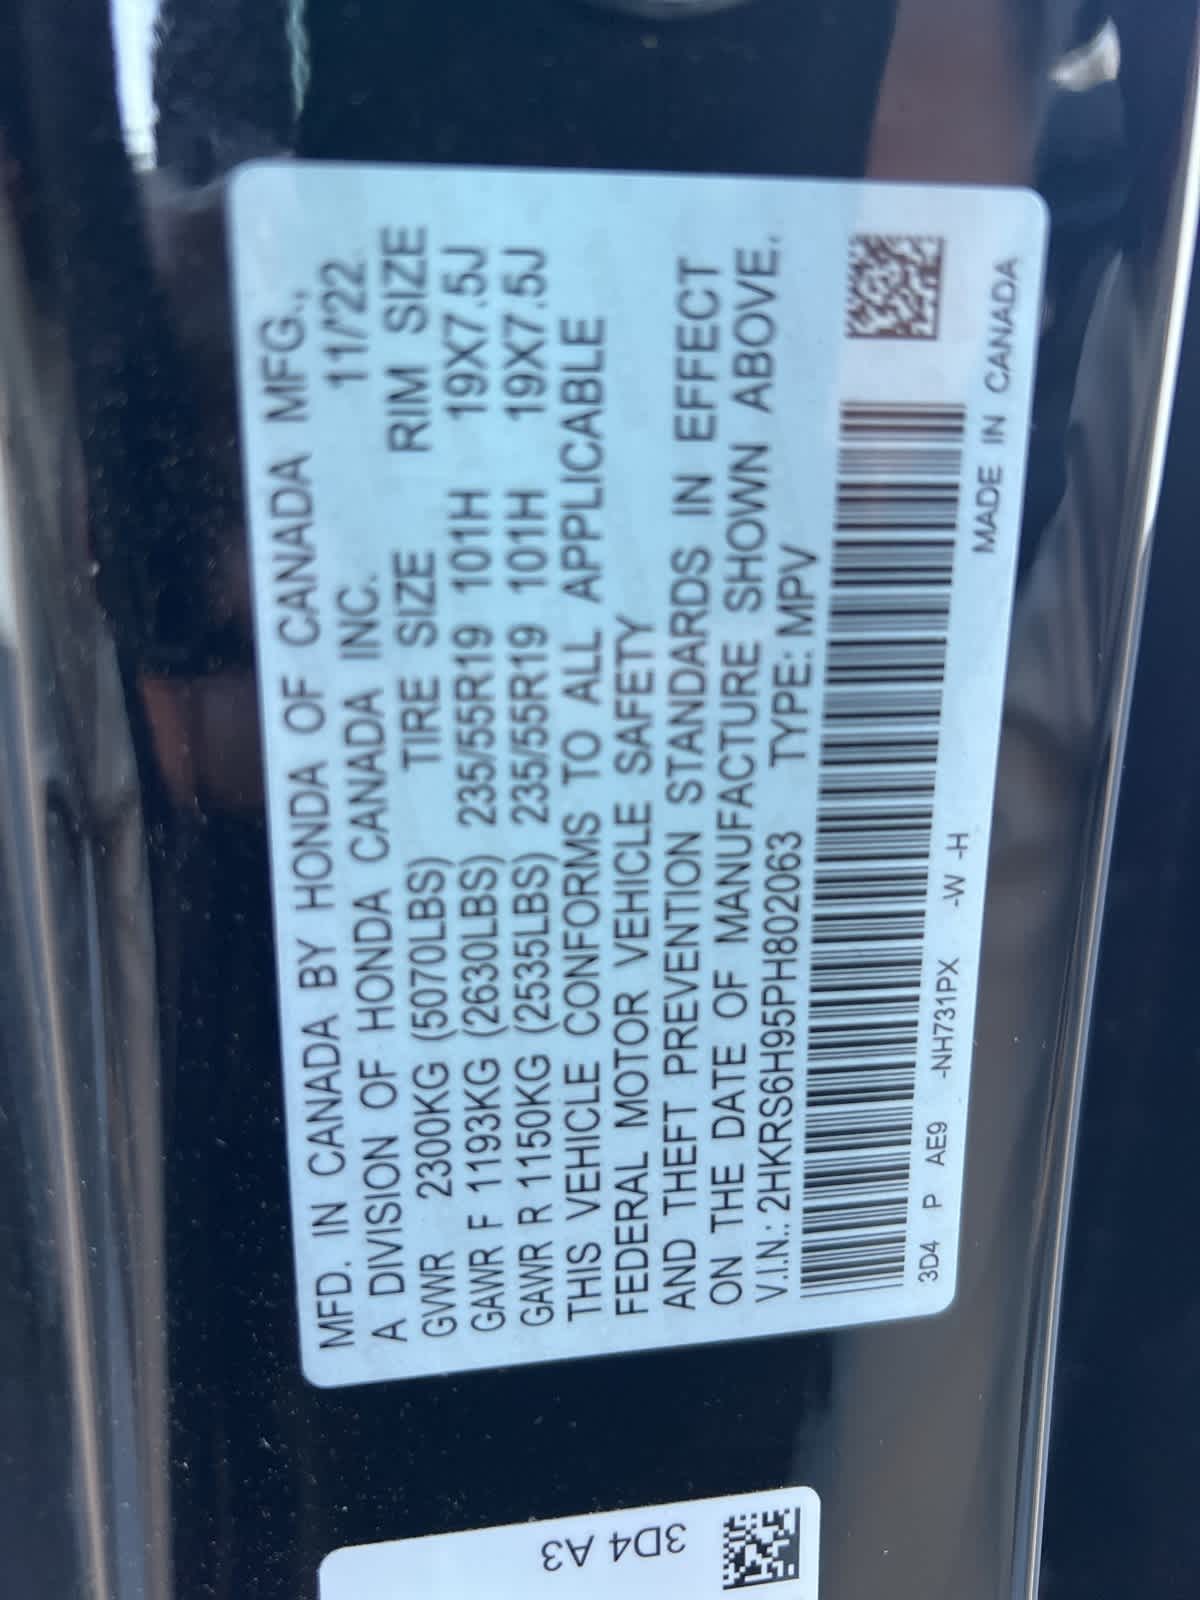 MFD. IN CANADA BY HONDA OF CANADA MFG.,
A DIVISION OF HONDA CANADA INC. 11/'22
GVWR 2300KG (5070LBS) TIRE SIZE RIM SIZE
GAWR F 1193KG (2630LBS) 235/55R19 101H 19X7.5J
GAWR R 1150KG (2535LBS) 235/55R19 101H 19X7.5J
THIS VEHICLE CONFORMS TO ALL APPLICABLE
FEDERAL MOTOR VEHICLE SAFETY
AND THEFT PREVENTION STANDARDS IN EFFECT
ON THE DATE OF MANUFACTURE SHOWN ABOVE.
V.I.N.: 2HKRS6H95PH802063 TYPE: MPV
3D4 P AE9 -NH731PX -W -H
MADE IN CANADA
3D4 A3